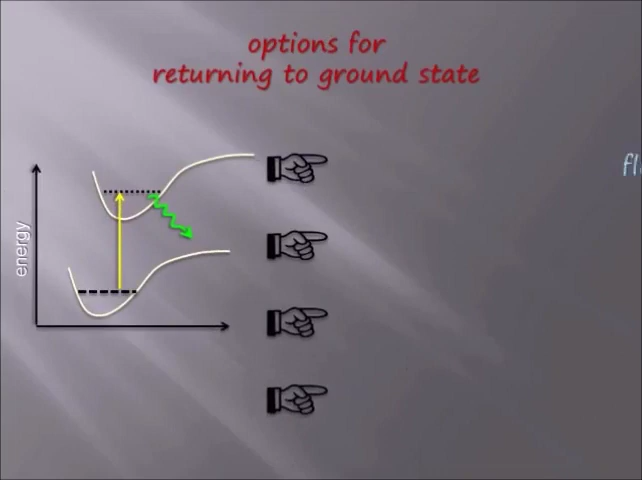 options for
returning to ground state
energy